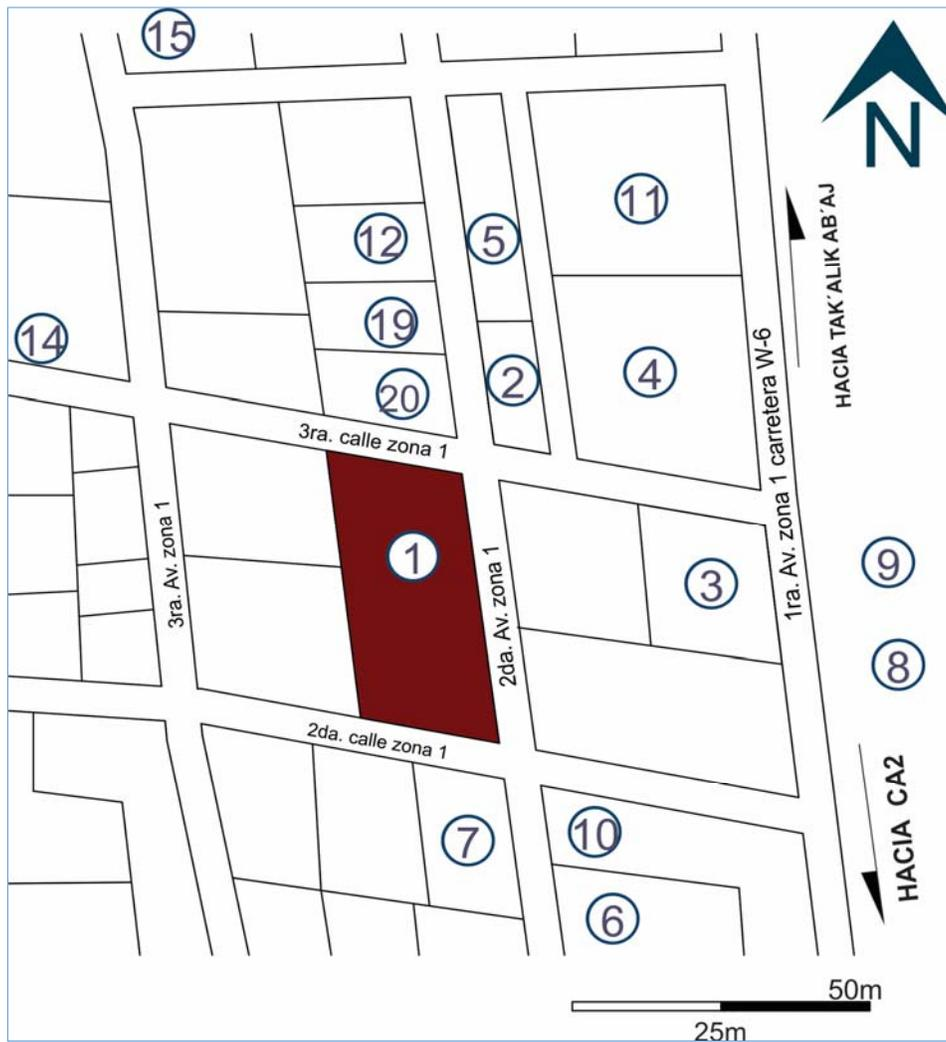 15
N
11
12
5
HACIA TAK´ALIK AB´AJ
14
19
4
2
20
3ra. calle zona 1
1ra. Av. zona 1 carretera W-6
3ra. Av. zona 1
1
2da. Av. zona 1
3
9
8
2da. calle zona 1
HACIA CA2
7
10
6
50m
25m